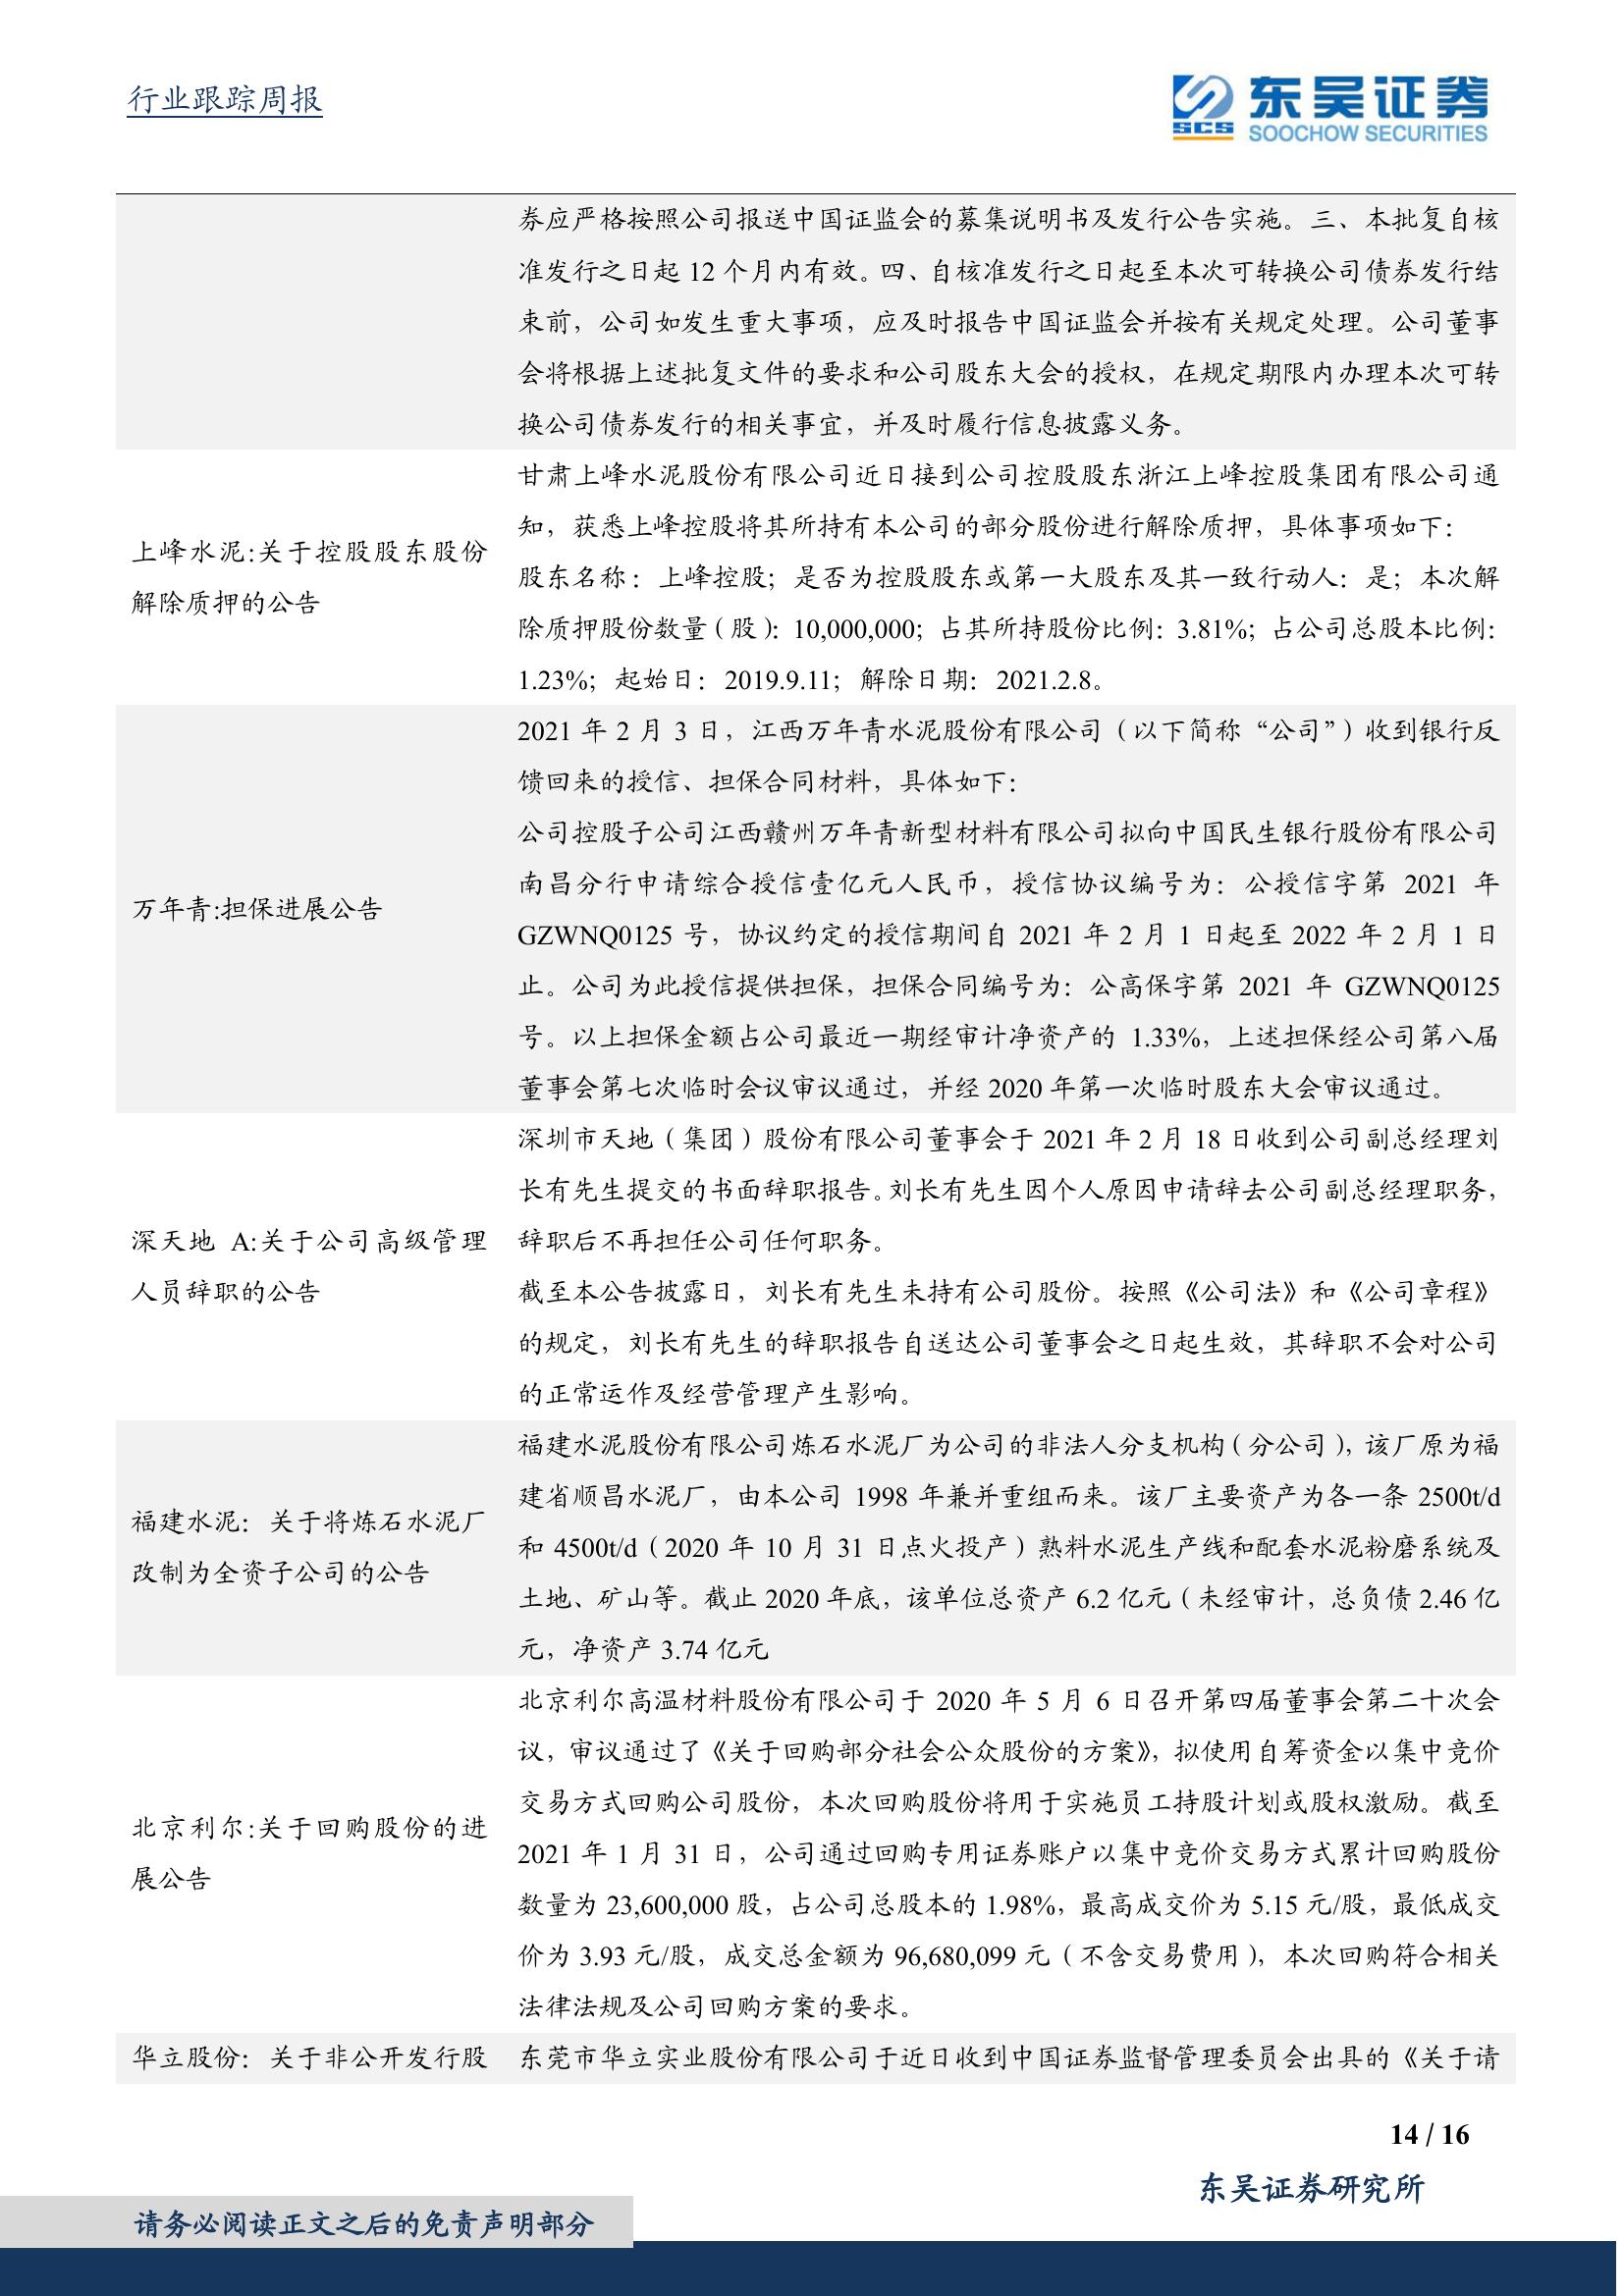 行业跟踪周报
SCS
东吴证券
SOOCHOW SECURITIES
券应严格按照公司报送中国证监会的募集说明书及发行公告实施。三、本批复自核
准发行之日起 12 个月内有效。四、自核准发行之日起至本次可转换公司债券发行结
束前，公司如发生重大事项，应及时报告中国证监会并按有关规定处理。公司董事
会将根据上述批复文件的要求和公司股东大会的授权，在规定期限内办理本次可转
换公司债券发行的相关事宜，并及时履行信息披露义务。
上峰水泥:关于控股股东股份
解除质押的公告
甘肃上峰水泥股份有限公司近日接到公司控股股东浙江上峰控股集团有限公司通
知，获悉上峰控股将其所持有本公司的部分股份进行解除质押，具体事项如下：
股东名称：上峰控股；是否为控股股东或第一大股东及其一致行动人：是；本次解
除质押股份数量（股）：10,000,000；占其所持股份比例：3.81%；占公司总股本比例：
1.23%；起始日：2019.9.11；解除日期：2021.2.8。
万年青:担保进展公告
2021 年 2 月 3 日，江西万年青水泥股份有限公司（以下简称“公司”）收到银行反
馈回来的授信、担保合同材料，具体如下：
公司控股子公司江西赣州万年青新型材料有限公司拟向中国民生银行股份有限公司
南昌分行申请综合授信壹亿元人民币，授信协议编号为：公授信字第 2021 年
GZWNQ0125 号，协议约定的授信期间自 2021 年 2 月 1 日起至 2022 年 2 月 1 日
止。公司为此授信提供担保，担保合同编号为：公高保字第 2021 年 GZWNQ0125
号。以上担保金额占公司最近一期经审计净资产的 1.33%，上述担保经公司第八届
董事会第七次临时会议审议通过，并经 2020 年第一次临时股东大会审议通过。
深天地 A:关于公司高级管理
人员辞职的公告
深圳市天地（集团）股份有限公司董事会于 2021 年 2 月 18 日收到公司副总经理刘
长有先生提交的书面辞职报告。刘长有先生因个人原因申请辞去公司副总经理职务，
辞职后不再担任公司任何职务。
截至本公告披露日，刘长有先生未持有公司股份。按照《公司法》和《公司章程》
的规定，刘长有先生的辞职报告自送达公司董事会之日起生效，其辞职不会对公司
的正常运作及经营管理产生影响。
福建水泥：关于将炼石水泥厂
改制为全资子公司的公告
福建水泥股份有限公司炼石水泥厂为公司的非法人分支机构（分公司），该厂原为福
建省顺昌水泥厂，由本公司 1998 年兼并重组而来。该厂主要资产为各一条 2500t/d
和 4500t/d（2020 年 10 月 31 日点火投产）熟料水泥生产线和配套水泥粉磨系统及
土地、矿山等。截止 2020 年底，该单位总资产 6.2 亿元（未经审计，总负债 2.46 亿
元，净资产 3.74 亿元
北京利尔:关于回购股份的进
展公告
北京利尔高温材料股份有限公司于 2020 年 5 月 6 日召开第四届董事会第二十次会
议，审议通过了《关于回购部分社会公众股份的方案》，拟使用自筹资金以集中竞价
交易方式回购公司股份，本次回购股份将用于实施员工持股计划或股权激励。截至
2021 年 1 月 31 日，公司通过回购专用证券账户以集中竞价交易方式累计回购股份
数量为 23,600,000 股，占公司总股本的 1.98%，最高成交价为 5.15 元/股，最低成交
价为 3.93 元/股，成交总金额为 96,680,099 元（不含交易费用），本次回购符合相关
法律法规及公司回购方案的要求。
华立股份：关于非公开发行股
东莞市华立实业股份有限公司于近日收到中国证券监督管理委员会出具的《关于请
14 / 16
东吴证券研究所
请务必阅读正文之后的免责声明部分